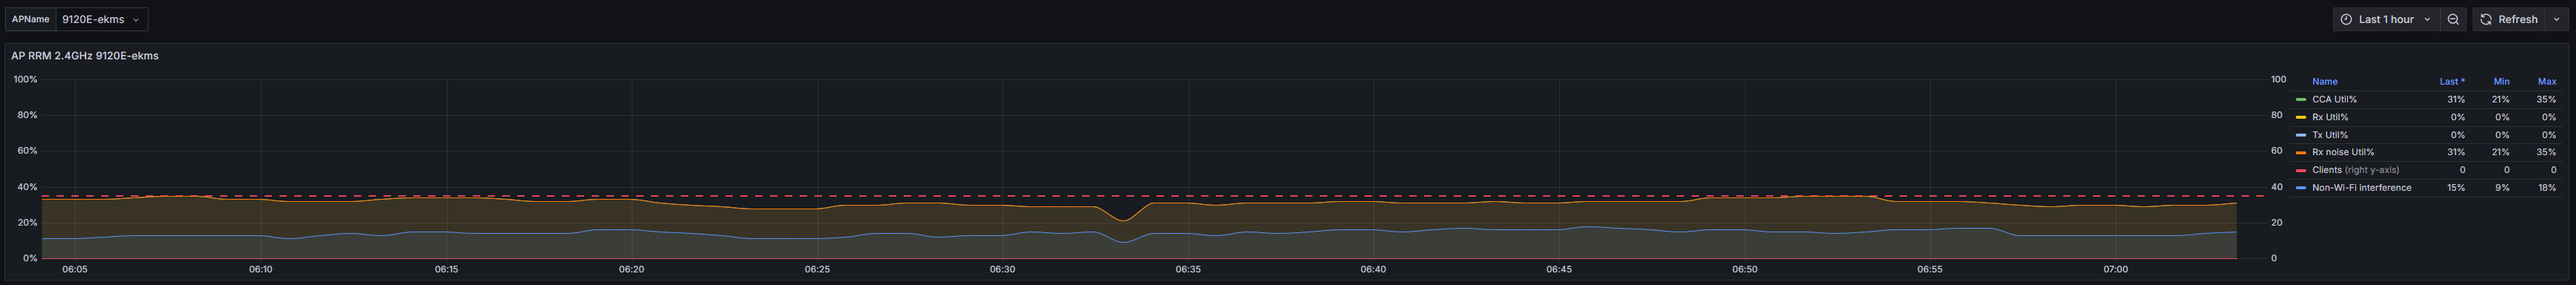 APName 9120E-ekms Last 1 hour Refresh
AP RRM 2.4GHz 9120E-ekms
100% 100 Name Last * Min Max
CCA Util% 31% 21% 35%
80% 80 Rx Util% 0% 0% 0%
Tx Util% 0% 0% 0%
60% 60 Rx noise Util% 31% 21% 35%
Clients (right y-axis) 0 0 0
40% 40 Non-Wi-Fi interference 15% 9% 18%
20% 20
0% 0
06:05 06:10 06:15 06:20 06:25 06:30 06:35 06:40 06:45 06:50 06:55 07:00